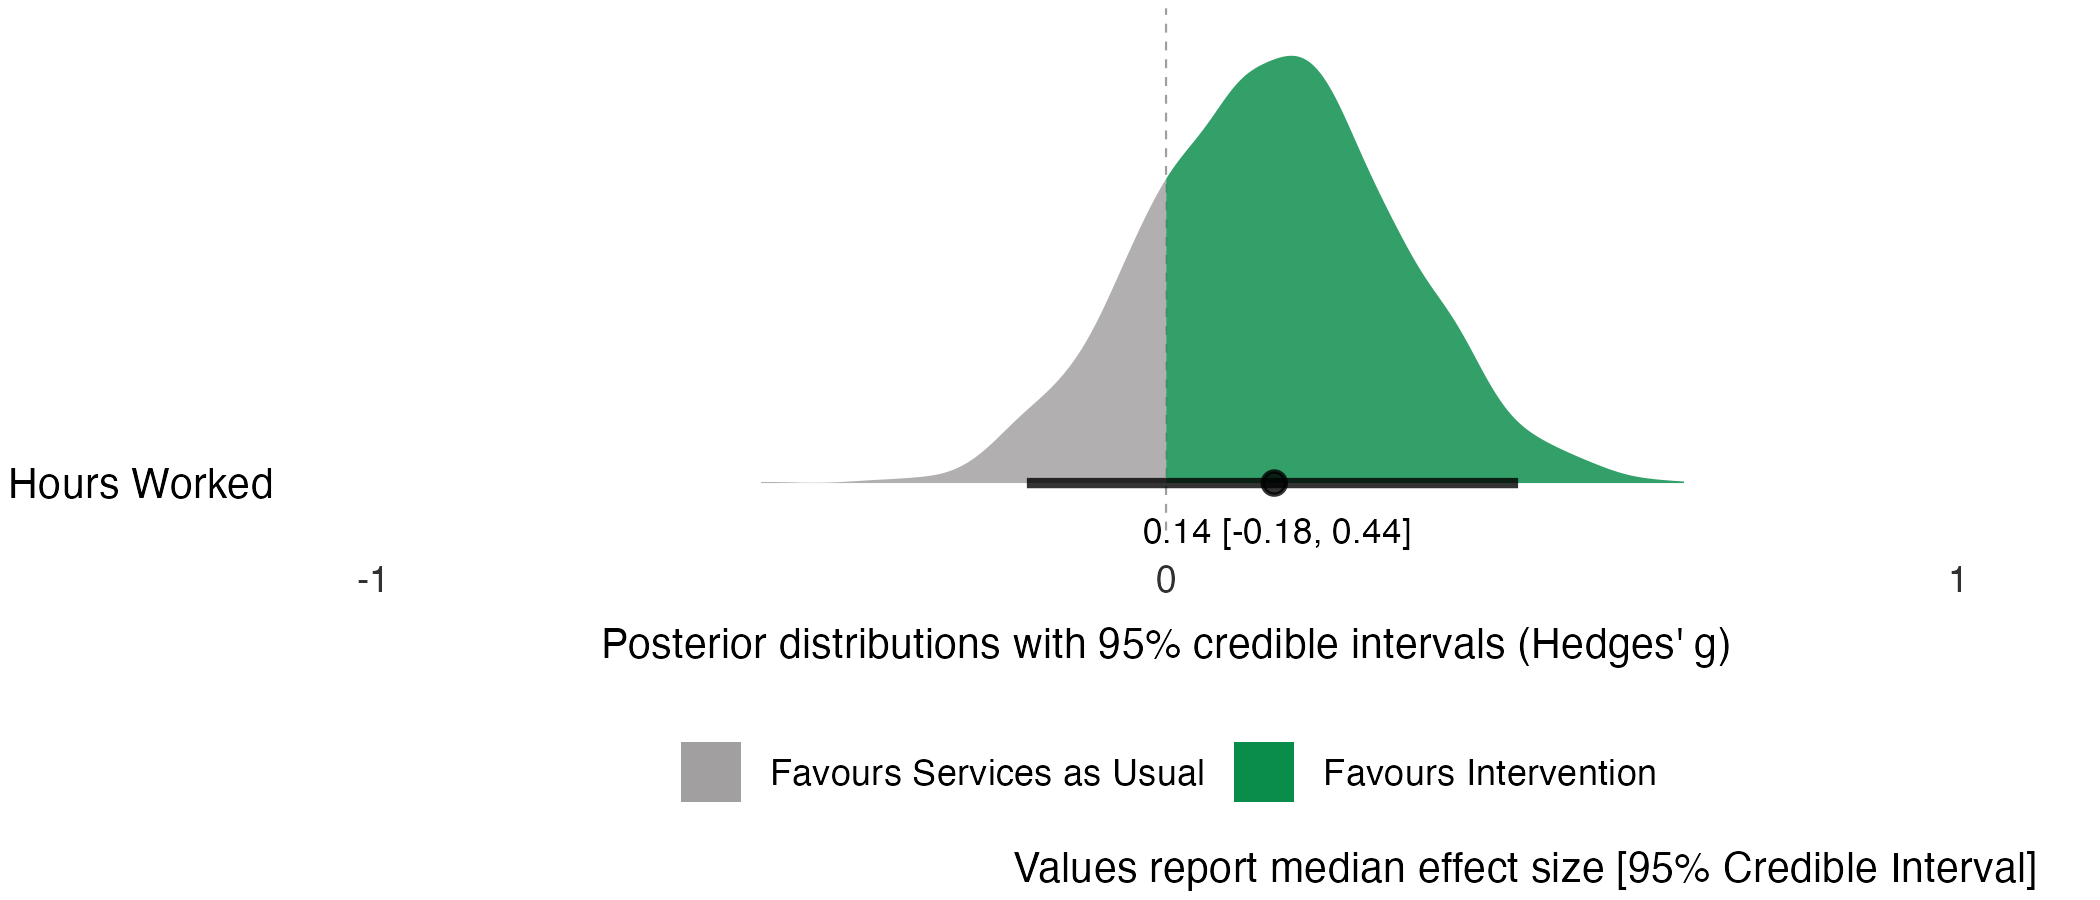 Hours Worked
0.14 [-0.18, 0.44]
-1 0 1
Posterior distributions with 95% credible intervals (Hedges' g)
Favours Services as Usual Favours Intervention
Values report median effect size [95% Credible Interval]